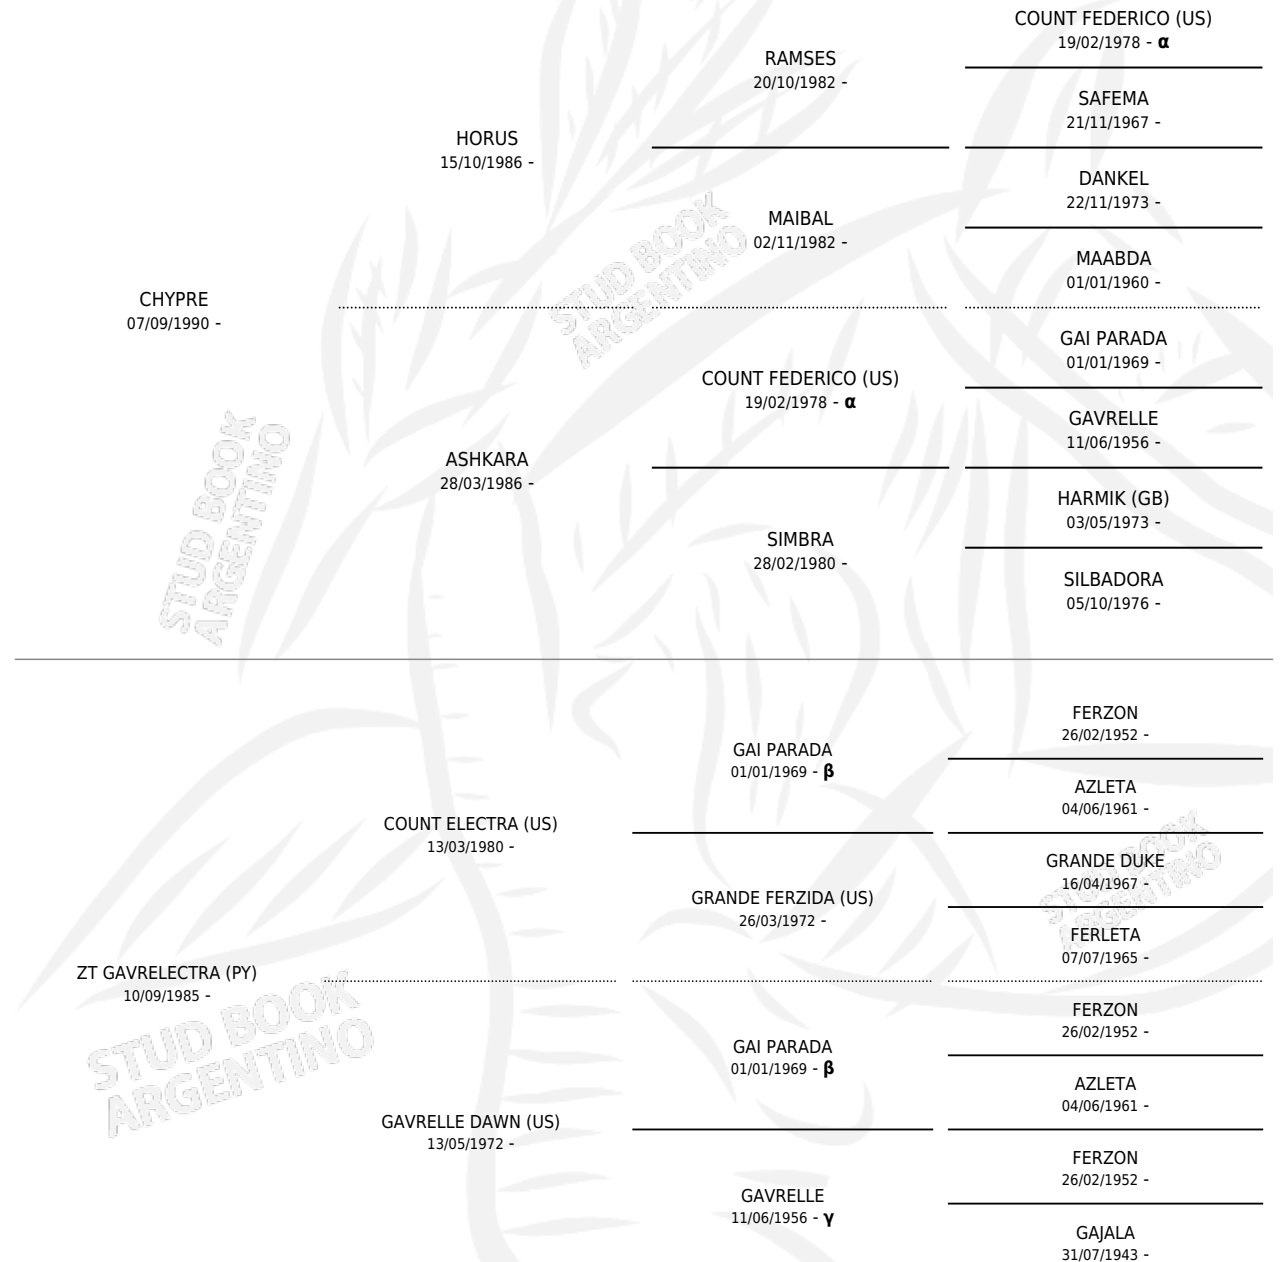 COUNT FEDERICO (US)
19/02/1978 - α
RAMSES
20/10/1982 -
SAFEMA
21/11/1967 -
HORUS
15/10/1986 -
DANKEL
22/11/1973 -
MAIBAL
02/11/1982 -
MAABDA
01/01/1960 -
CHYPRE
07/09/1990 -
GAI PARADA
01/01/1969 -
COUNT FEDERICO (US)
19/02/1978 - α
GAVRELLE
11/06/1956 -
ASHKARA
28/03/1986 -
HARMIK (GB)
03/05/1973 -
SIMBRA
28/02/1980 -
SILBADORA
05/10/1976 -
FERZON
26/02/1952 -
GAI PARADA
01/01/1969 - β
AZLETA
04/06/1961 -
COUNT ELECTRA (US)
13/03/1980 -
GRANDE DUKE
16/04/1967 -
GRANDE FERZIDA (US)
26/03/1972 -
FERLETA
07/07/1965 -
ZT GAVRELECTRA (PY)
10/09/1985 -
FERZON
26/02/1952 -
GAI PARADA
01/01/1969 - β
AZLETA
04/06/1961 -
GAVRELLE DAWN (US)
13/05/1972 -
FERZON
26/02/1952 -
GAVRELLE
11/06/1956 - γ
GAJALA
31/07/1943 -
STUD BOOK
ARGENTINO
STUD BOOK
ARGENTINO
STUD BOOK
ARGENTINO
STUD BOOK
ARGENTINO